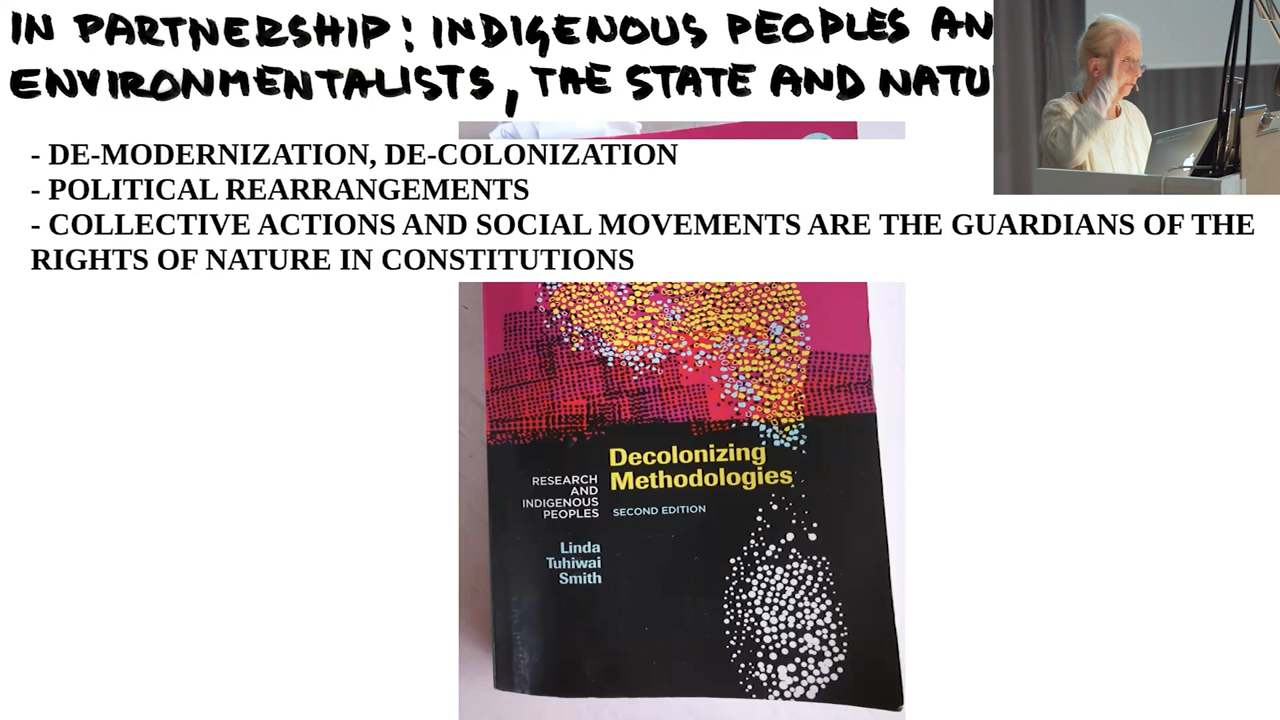 IN PARTNERSHIP: INDIGENOUS PEOPLES AN
ENVIRONMENTALISTS, THE STATE AND NATU
- DE-MODERNIZATION, DE-COLONIZATION
- POLITICAL REARRANGEMENTS
- COLLECTIVE ACTIONS AND SOCIAL MOVEMENTS ARE THE GUARDIANS OF THE
RIGHTS OF NATURE IN CONSTITUTIONS
Decolonizing
Methodologies
RESEARCH
AND
INDIGENOUS
PEOPLES
SECOND EDITION
Linda
Tuhiwai
Smith